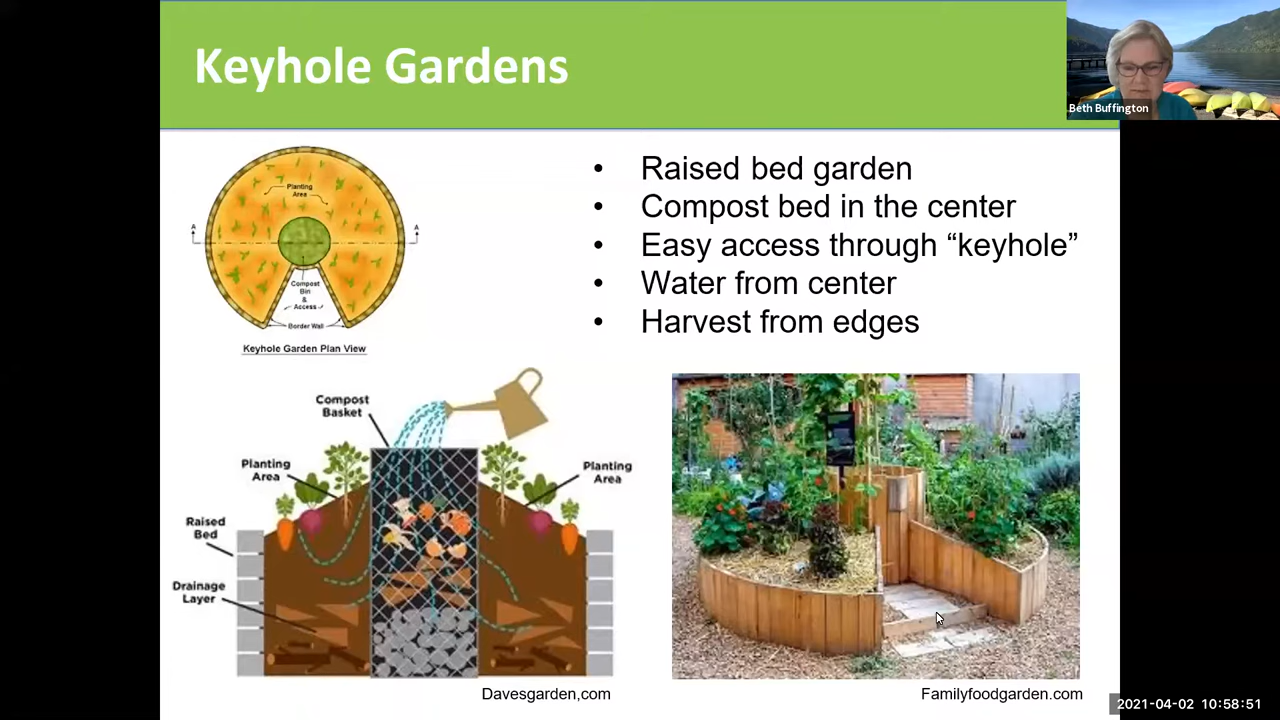 Keyhole Gardens
Beth Buffington
Planting
Area
A
A
Compost
Bin
&
Access
Border Wall
Keyhole Garden Plan View
• Raised bed garden
• Compost bed in the center
• Easy access through “keyhole”
• Water from center
• Harvest from edges
Compost
Basket
Planting
Area
Planting
Area
Raised
Bed
Drainage
Layer
Davesgarden,com
Familyfoodgarden.com
2021-04-02 10:58:51